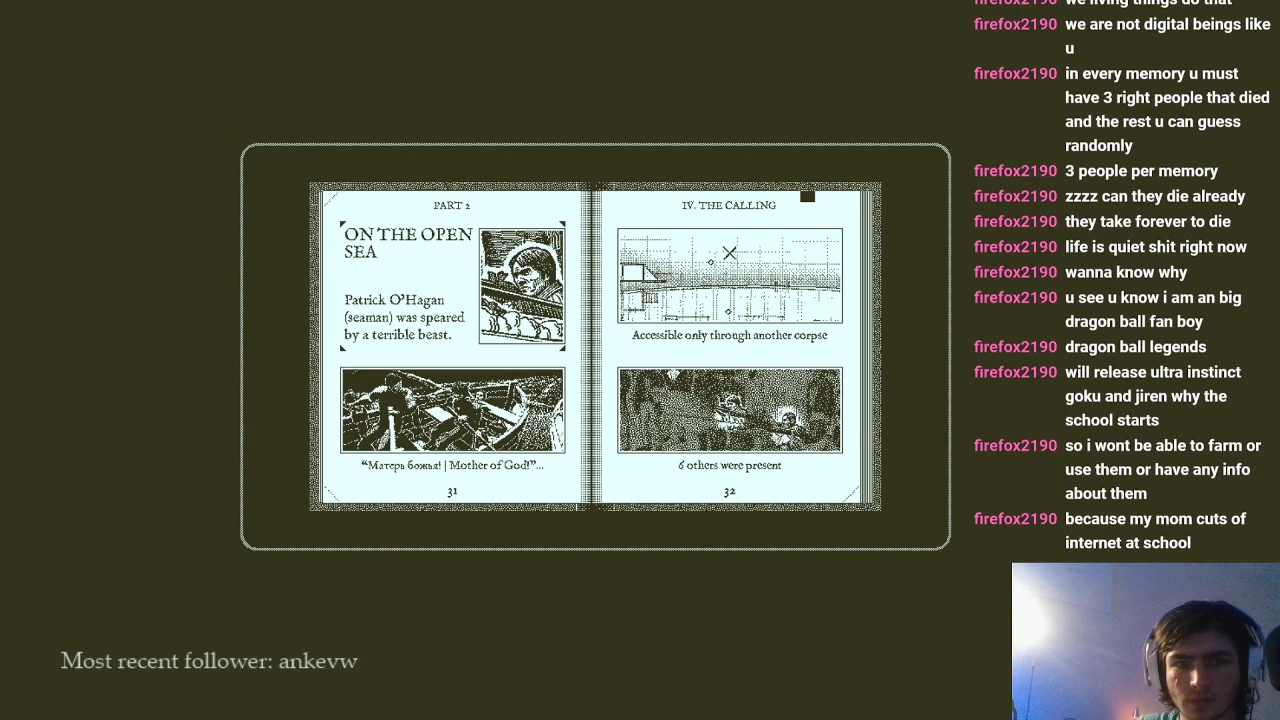 PART 2
ON THE OPEN
SEA
Patrick O'Hagan
(seaman) was speared
by a terrible beast.
"Матерь божья! | Mother of God!"...
31
IV. THE CALLING
Accessible only through another corpse
6 others were present
32
firefox2190 we living things do that
firefox2190 we are not digital beings like
u
firefox2190 in every memory u must
have 3 right people that died
and the rest u can guess
randomly
firefox2190 3 people per memory
firefox2190 zzzz can they die already
firefox2190 they take forever to die
firefox2190 life is quiet shit right now
firefox2190 wanna know why
firefox2190 u see u know i am an big
dragon ball fan boy
firefox2190 dragon ball legends
firefox2190 will release ultra instinct
goku and jiren why the
school starts
firefox2190 so i wont be able to farm or
use them or have any info
about them
firefox2190 because my mom cuts of
internet at school
Most recent follower: ankevw